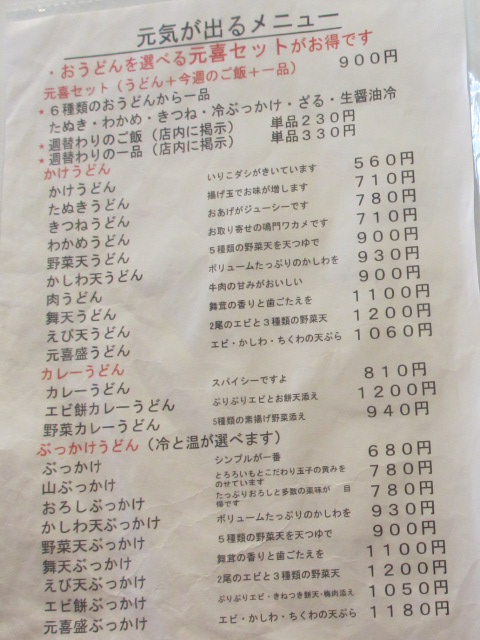 元気が出るメニュー
・おうどんを選べる元喜セットがお得です
元喜セット(うどん+今週のご飯+一品) 900円
*6種類のおうどんから一品
たぬき・わかめ・きつね・冷ぶっかけ・ざる・生醤油冷
*週替わりのご飯(店内に掲示) 単品230円
*週替わりの一品(店内に掲示) 単品330円
かけうどん
かけうどん いりこダシがきいています 560円
たぬきうどん 揚げ玉でお味が増します 710円
きつねうどん おあげがジューシーです 780円
わかめうどん お取り寄せの鳴門ワカメです 710円
野菜天うどん 5種類の野菜天を天つゆで 900円
かしわ天うどん ボリュームたっぷりのかしわを 930円
肉うどん 牛肉の甘みがおいしい 900円
舞天うどん 舞茸の香りと歯ごたえを 1100円
えび天うどん 2尾のエビと3種類の野菜天 1200円
元喜盛うどん エビ・かしわ・ちくわの天ぷら 1060円
カレーうどん
カレーうどん スパイシーですよ 810円
エビ餅カレーうどん ぷりぷりエビとお餅添え 1200円
野菜カレーうどん 5種類の素揚げ野菜添え 940円
ぶっかけうどん(冷と温が選べます)
ぶっかけ シンプルが一番 680円
山ぶっかけ とろろいもとこだわり玉子の黄みをのせています 780円
おろしぶっかけ たっぷりおろしと多数の薬味が 自慢です 780円
かしわ天ぶっかけ ボリュームたっぷりのかしわを 930円
野菜天ぶっかけ 5種類の野菜天を天つゆで 900円
舞天ぶっかけ 舞茸の香りと歯ごたえを 1100円
えび天ぶっかけ 2尾のエビと3種類の野菜天 1200円
エビ餅ぶっかけ ぷりぷりエビ・きねつき餅天・梅肉添え 1050円
元喜盛ぶっかけ エビ・かしわ・ちくわの天ぷら 1180円